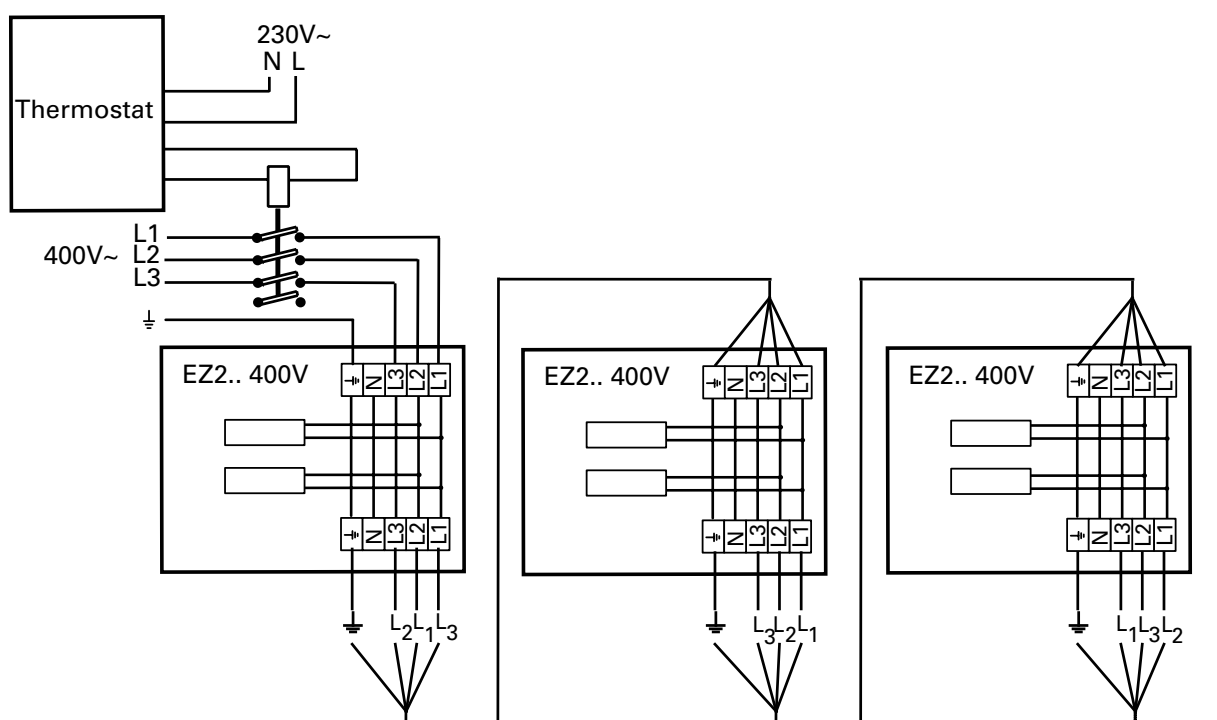 230V~
N L
Thermostat
L1
400V~ L2
L3
EZ2.. 400V
N L3 L2 L1
N L3 L2 L1
L2 L1 L3
EZ2.. 400V
N L3 L2 L1
N L3 L2 L1
L3 L2 L1
EZ2.. 400V
N L3 L2 L1
N L3 L2 L1
L1 L3 L2